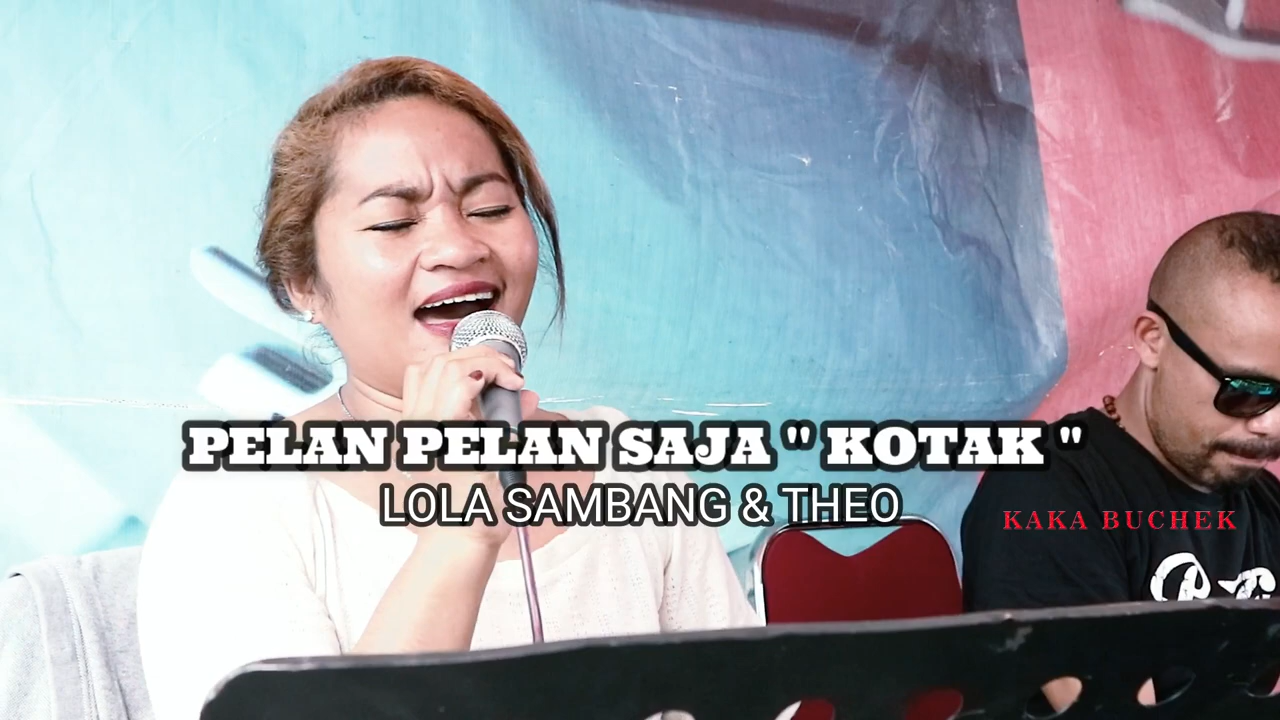 PELAN PELAN SAJA " KOTAK "
LOLA SAMBANG & THEO
KAKA BUCHEK